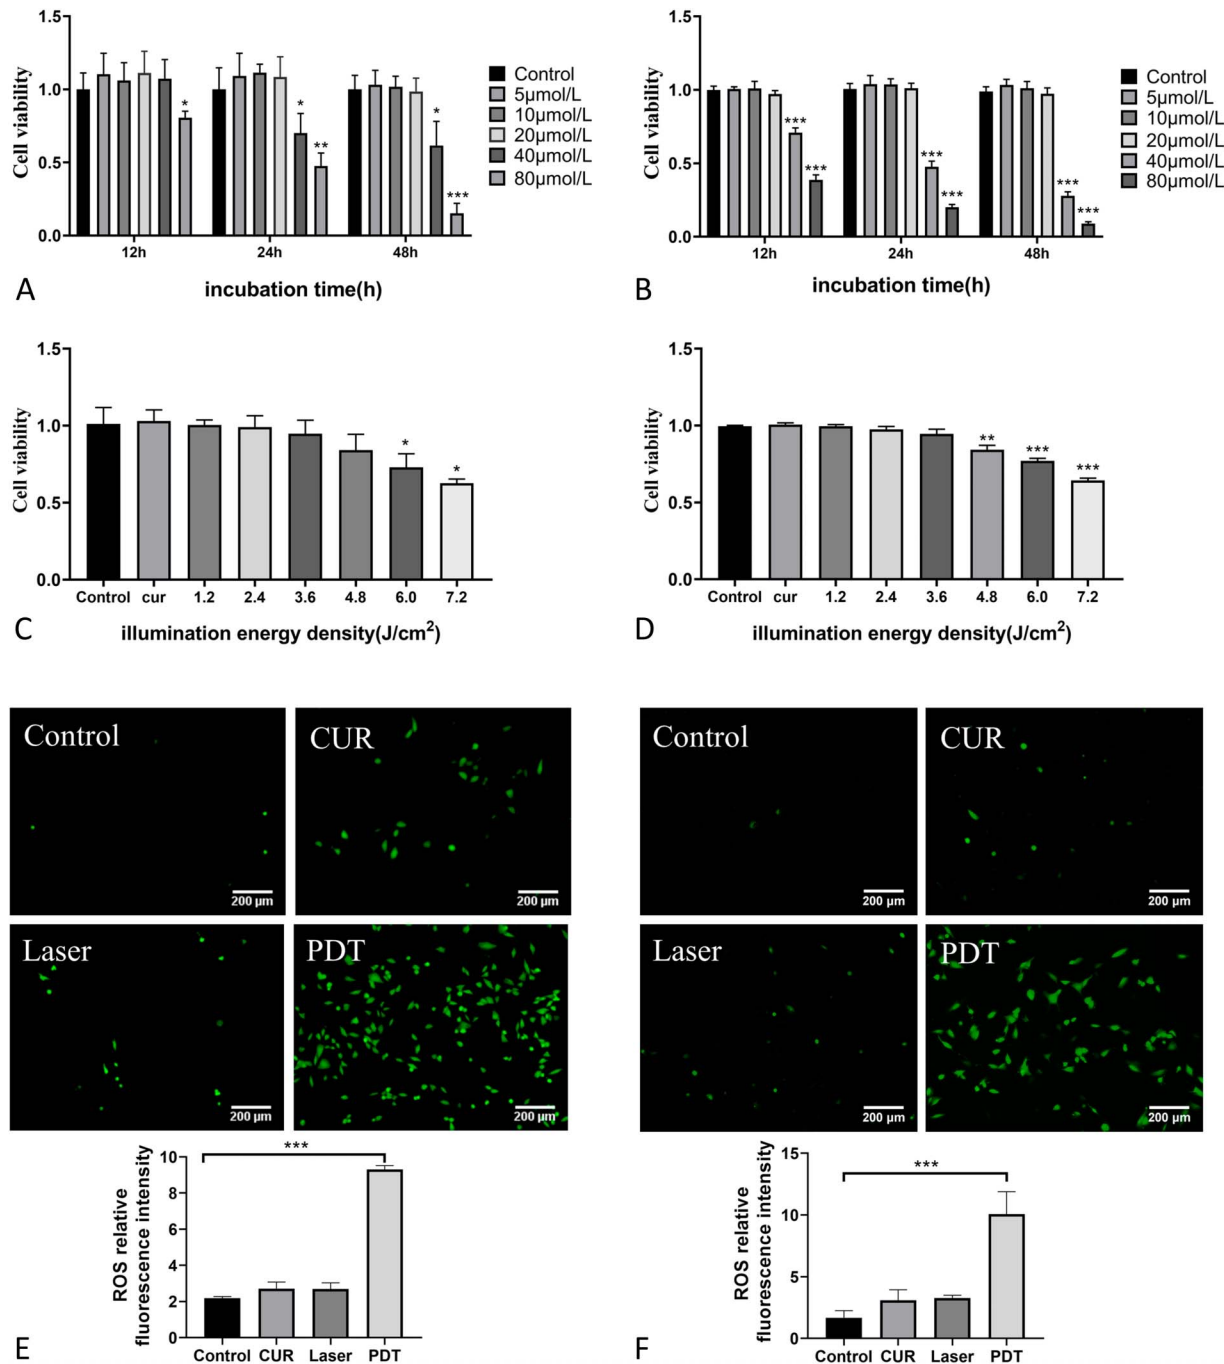 1.5
1.0
0.5
0.0
Cell viability
* * ** * ***
12h 24h 48h
incubation time(h)
Control
5μmol/L
10μmol/L
20μmol/L
40μmol/L
80μmol/L
A
1.5
1.0
0.5
0.0
Cell viability
*** *** *** *** *** ***
12h 24h 48h
incubation time(h)
Control
5μmol/L
10μmol/L
20μmol/L
40μmol/L
80μmol/L
B
1.5
1.0
0.5
0.0
Cell viability
* *
Control cur 1.2 2.4 3.6 4.8 6.0 7.2
illumination energy density(J/cm²)
C
1.5
1.0
0.5
0.0
Cell viability
** *** ***
Control cur 1.2 2.4 3.6 4.8 6.0 7.2
illumination energy density(J/cm²)
D
Control
200 μm
CUR
200 μm
Laser
200 μm
PDT
200 μm
ROS relative
fluorescence intensity
10
8
6
4
2
0
***
Control CUR Laser PDT
E
Control
200 μm
CUR
200 μm
Laser
200 μm
PDT
200 μm
ROS relative
fluorescence intensity
15
10
5
0
***
Control CUR Laser PDT
F